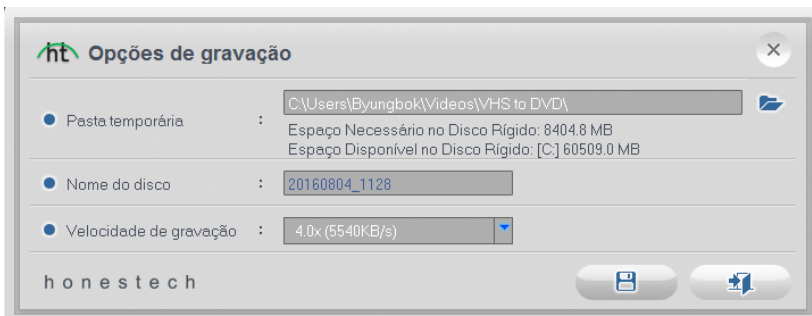 ht Opções de gravação
Pasta temporária : C:\Users\Byungbok\Videos\VHS to DVD\
Espaço Necessário no Disco Rígido: 8404.8 MB
Espaço Disponível no Disco Rígido: [C:] 60509.0 MB
Nome do disco : 20160804_1128
Velocidade de gravação : 4.0x (5540KB/s)
honestech